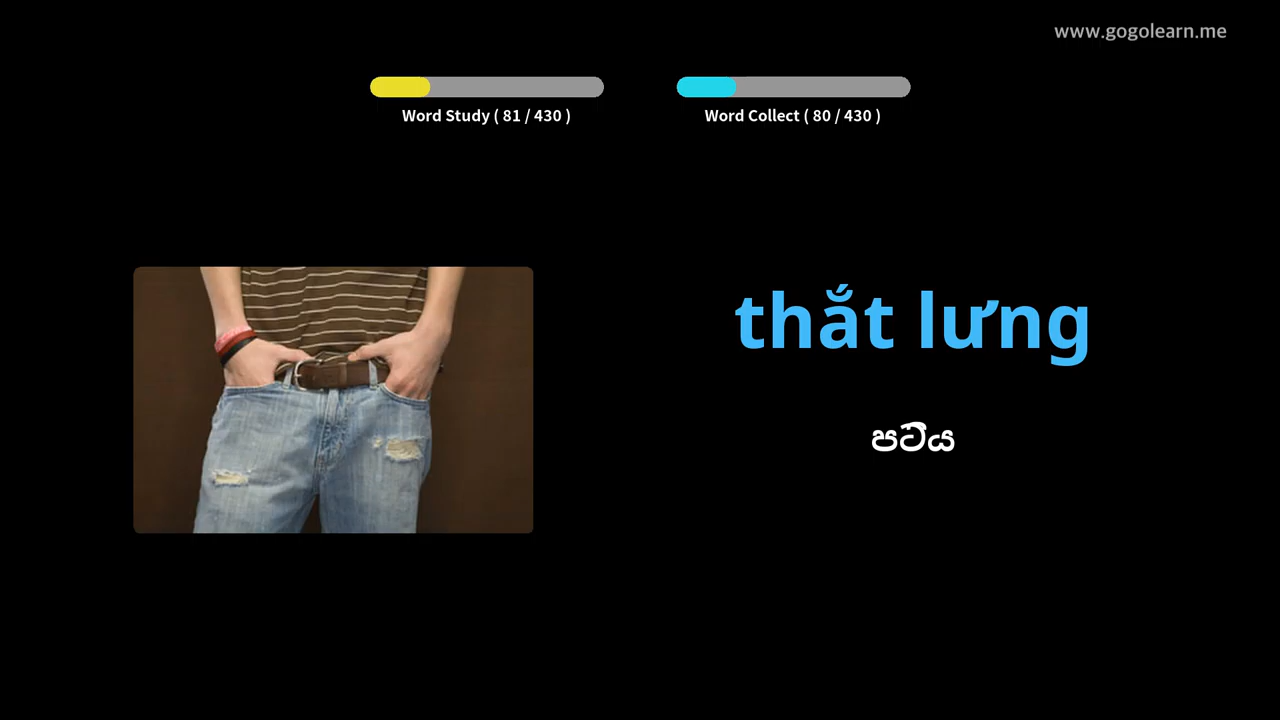 www.gogolearn.me
Word Study ( 81 / 430 )
Word Collect ( 80 / 430 )
thắt lưng
පටිය